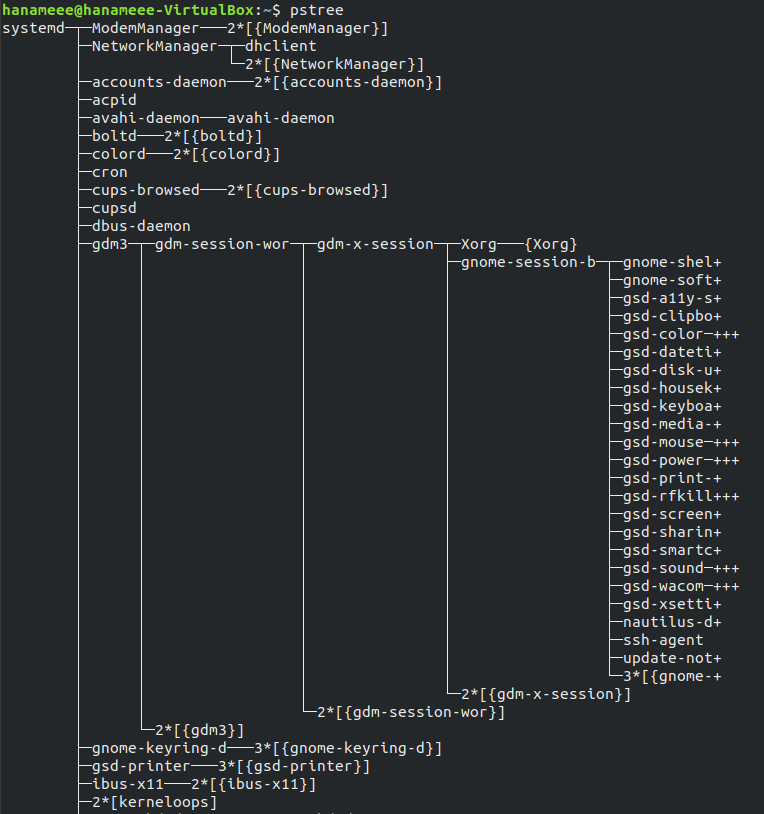 hanameee@hanameee-VirtualBox:~$ pstree
systemd─┬─ModemManager───2*[{ModemManager}]
        ├─NetworkManager─┬─dhclient
        │                └─2*[{NetworkManager}]
        ├─accounts-daemon───2*[{accounts-daemon}]
        ├─acpid
        ├─avahi-daemon───avahi-daemon
        ├─boltd───2*[{boltd}]
        ├─colord───2*[{colord}]
        ├─cron
        ├─cups-browsed───2*[{cups-browsed}]
        ├─cupsd
        ├─dbus-daemon
        ├─gdm3─┬─gdm-session-wor─┬─gdm-x-session─┬─Xorg───{Xorg}
        │      │                 │               ├─gnome-session-b─┬─gnome-shel+
        │      │                 │               │                 ├─gnome-soft+
        │      │                 │               │                 ├─gsd-a11y-s+
        │      │                 │               │                 ├─gsd-clipbo+
        │      │                 │               │                 ├─gsd-color─+++
        │      │                 │               │                 ├─gsd-dateti+
        │      │                 │               │                 ├─gsd-disk-u+
        │      │                 │               │                 ├─gsd-housek+
        │      │                 │               │                 ├─gsd-keyboa+
        │      │                 │               │                 ├─gsd-media-+
        │      │                 │               │                 ├─gsd-mouse─+++
        │      │                 │               │                 ├─gsd-power─+++
        │      │                 │               │                 ├─gsd-print-+
        │      │                 │               │                 ├─gsd-rfkill+++
        │      │                 │               │                 ├─gsd-screen+
        │      │                 │               │                 ├─gsd-sharin+
        │      │                 │               │                 ├─gsd-smartc+
        │      │                 │               │                 ├─gsd-sound─+++
        │      │                 │               │                 ├─gsd-wacom─+++
        │      │                 │               │                 ├─gsd-xsetti+
        │      │                 │               │                 ├─nautilus-d+
        │      │                 │               │                 ├─ssh-agent
        │      │                 │               │                 ├─update-not+
        │      │                 │               │                 └─3*[{gnome-+
        │      │                 │               └─2*[{gdm-x-session}]
        │      │                 └─2*[{gdm-session-wor}]
        │      └─2*[{gdm3}]
        ├─gnome-keyring-d───3*[{gnome-keyring-d}]
        ├─gsd-printer───3*[{gsd-printer}]
        ├─ibus-x11───2*[{ibus-x11}]
        ├─2*[kerneloops]